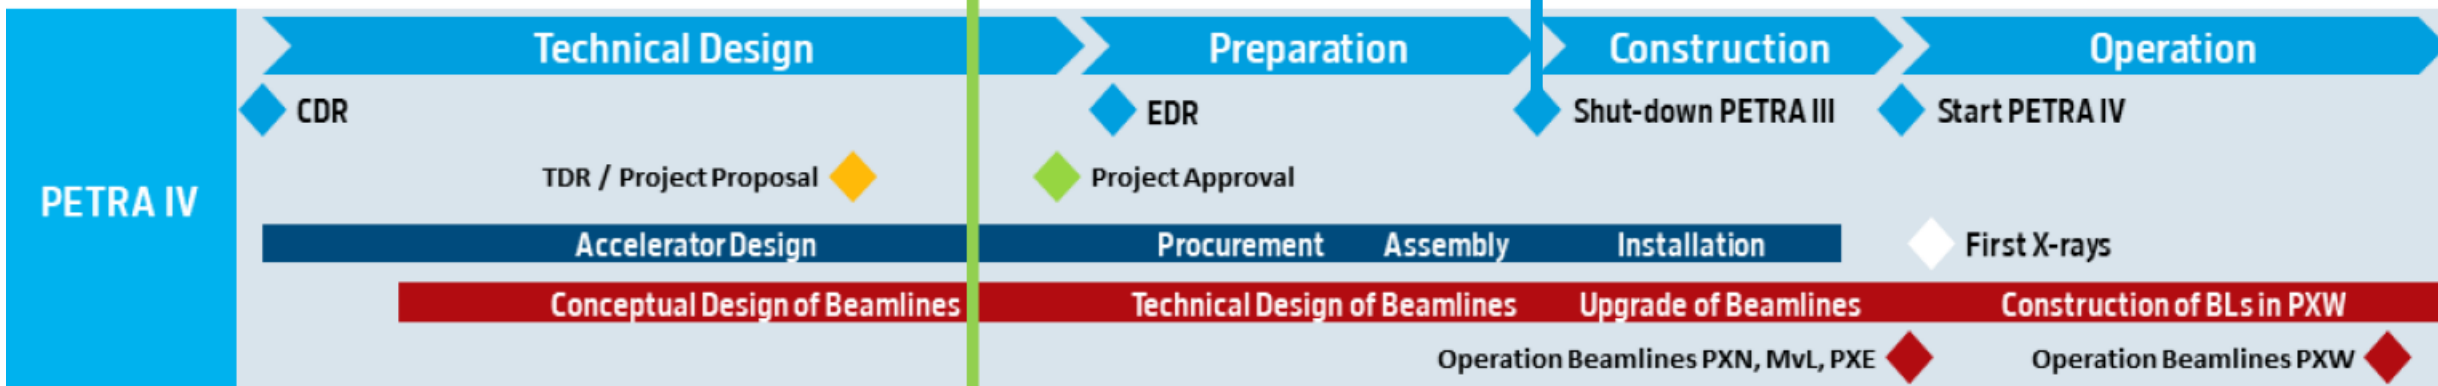 Technical Design Preparation Construction Operation
CDR EDR Shut-down PETRA III Start PETRA IV
TDR / Project Proposal Project Approval
PETRA IV
Accelerator Design Procurement Assembly Installation First X-rays
Conceptual Design of Beamlines Technical Design of Beamlines Upgrade of Beamlines Construction of BLs in PXW
Operation Beamlines PXN, MvL, PXE Operation Beamlines PXW